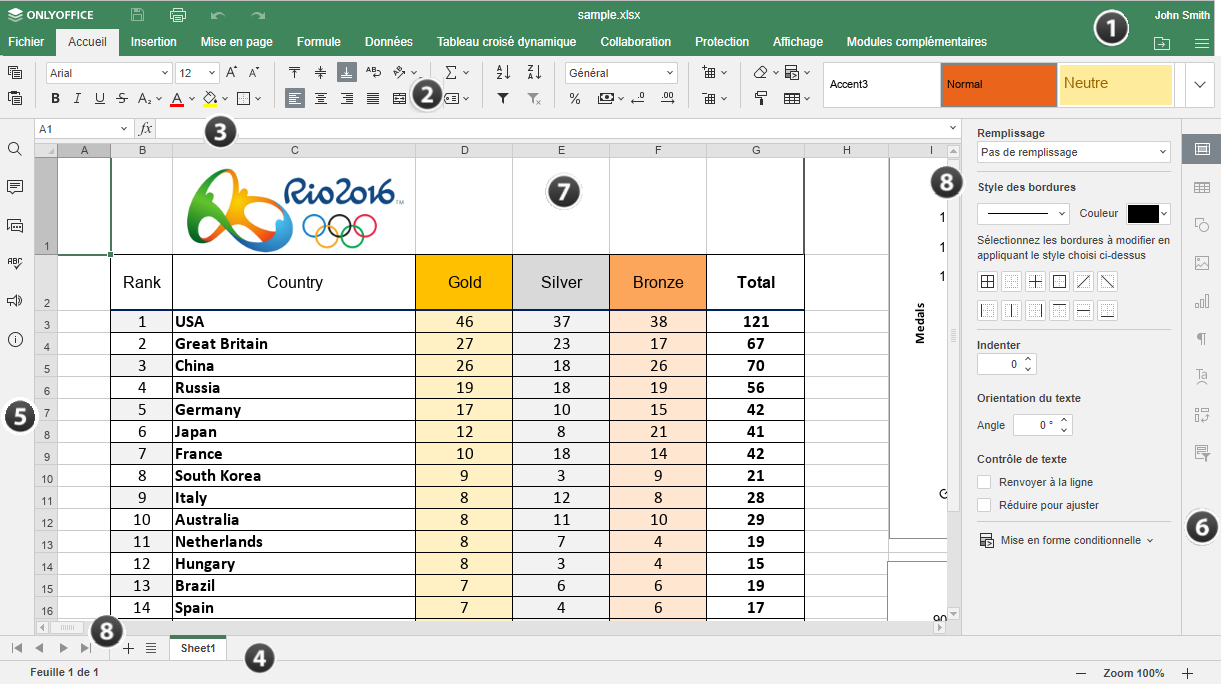 ONLYOFFICE sample.xlsx John Smith
Fichier Accueil Insertion Mise en page Formule Données Tableau croisé dynamique Collaboration Protection Affichage Modules complémentaires 1
Arial 12 A A Général Accent3 Normal Neutre
B I U S A₂ A 2 %
A1 fx 3
A B C D E F G H I
Rio2016™ 7 8
1
1
1
1
Rank Country Gold Silver Bronze Total
2
3 1 USA 46 37 38 121
4 2 Great Britain 27 23 17 67
5 3 China 26 18 26 70
6 4 Russia 19 18 19 56
7 5 Germany 17 10 15 42
8 6 Japan 12 8 21 41
9 7 France 10 18 14 42
10 8 South Korea 9 3 9 21
11 9 Italy 8 12 8 28
12 10 Australia 8 11 10 29
13 11 Netherlands 8 7 4 19
14 12 Hungary 8 3 4 15
15 13 Brazil 7 6 6 19
16 14 Spain 7 4 6 17
Medals
90
5
Remplissage
Pas de remplissage
Style des bordures
Couleur
Sélectionnez les bordures à modifier en
appliquant le style choisi ci-dessus
Indenter
0
Orientation du texte
Angle 0 °
Contrôle de texte
Renvoyer à la ligne
Réduire pour ajuster
6
Mise en forme conditionnelle
8
Sheet1 4
Feuille 1 de 1 Zoom 100%